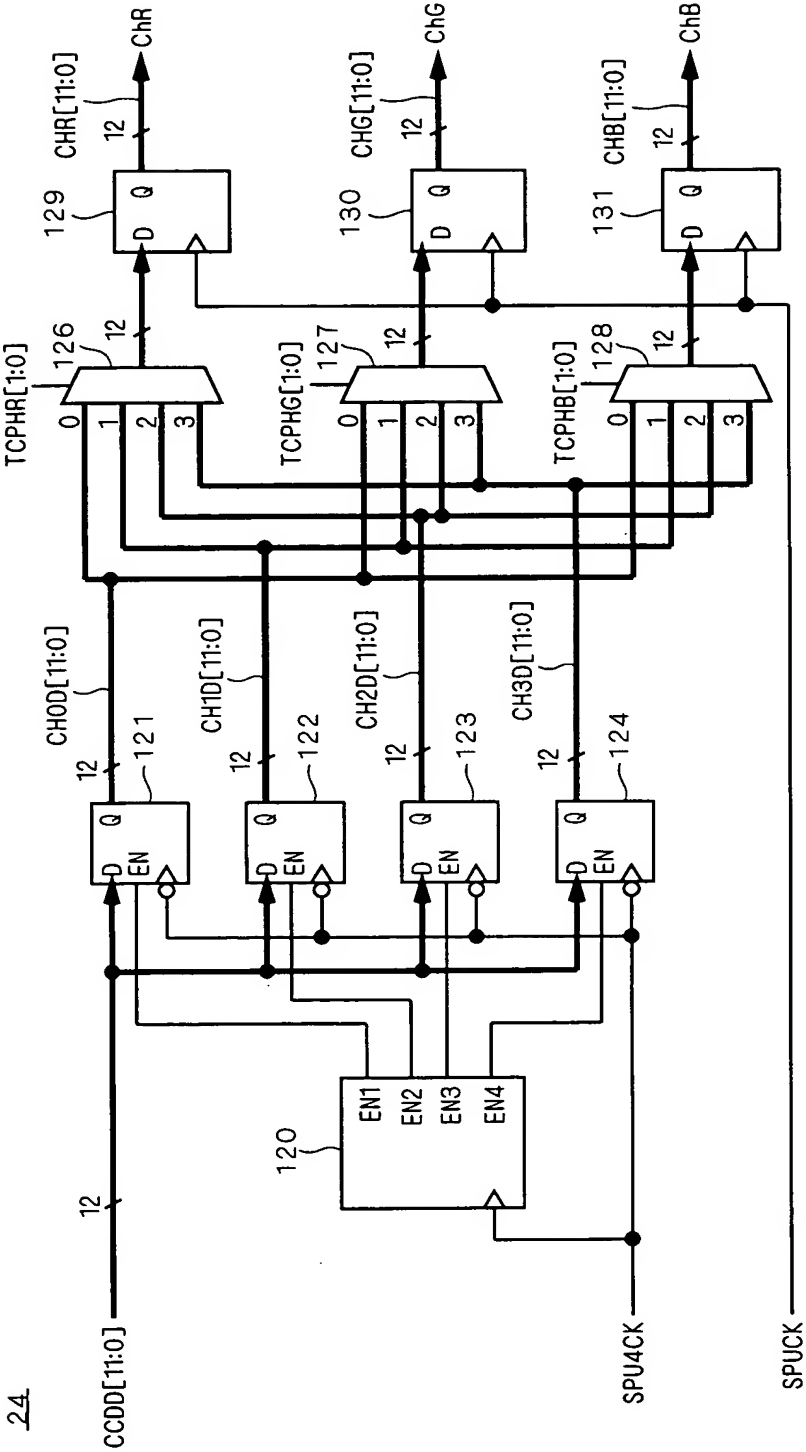 24
CCDD[11:0]
12
SPU4CK
SPUCK
120
EN1
EN2
EN3
EN4
D
EN
Q
12
CH0D[11:0]
121
D
EN
Q
12
CH1D[11:0]
122
D
EN
Q
12
CH2D[11:0]
123
D
EN
Q
12
CH3D[11:0]
124
TCPHR[1:0]
0
1
2
3
126
12
TCPHG[1:0]
0
1
2
3
127
12
TCPHB[1:0]
0
1
2
3
128
12
129
D
Q
12
CHR[11:0]
ChR
130
D
Q
12
CHG[11:0]
ChG
131
D
Q
12
CHB[11:0]
ChB